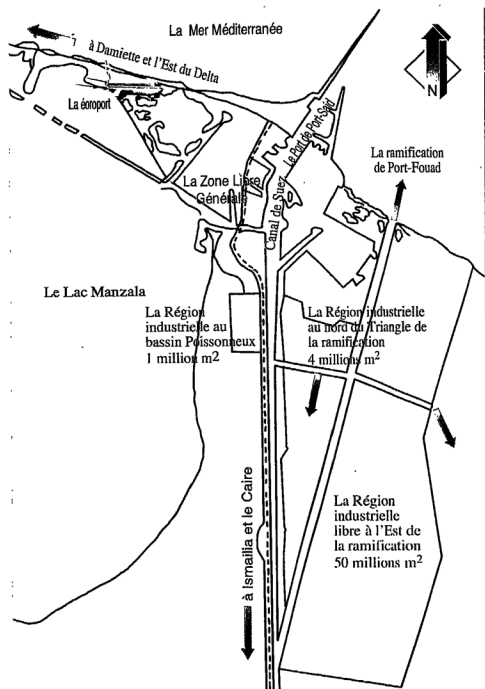 La Mer Méditerranée
à Damiette et l'Est du Delta
N
La éoroport
Le Port de Port-Saïd
La ramification
de Port-Fouad
La Zone Libre
Générale
Canal de Suez
Le Lac Manzala
La Région
industrielle au
bassin Poissonneux
1 million m2
La Région industrielle
au nord du Triangle de
la ramification
4 millions m2
à Ismaïlia et le Caire
La Région
industrielle
libre à l'Est de
la ramification
50 millions m2